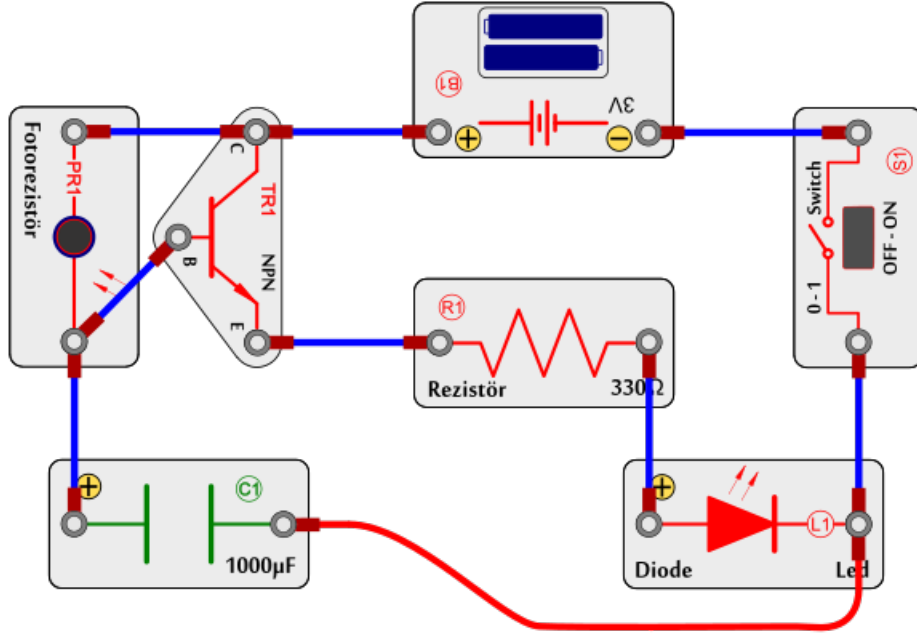 B1
+
3V
−
Fotorezistör
PR1
C
TR1
B
NPN
E
S1
Switch
OFF - ON
0 - 1
R1
Rezistör
330Ω
+
C1
1000µF
+
L1
Diode
Led